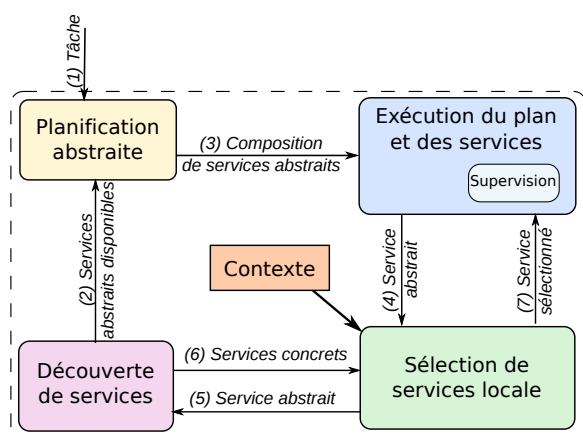 (1) Tâche
Planification
abstraite
(3) Composition
de services abstraits
Exécution du plan
et des services
Supervision
(2) Services
abstraits disponibles
Contexte
(4) Service
abstrait
(7) Service
sélectionné
Découverte
de services
(6) Services concrets
(5) Service abstrait
Sélection de
services locale